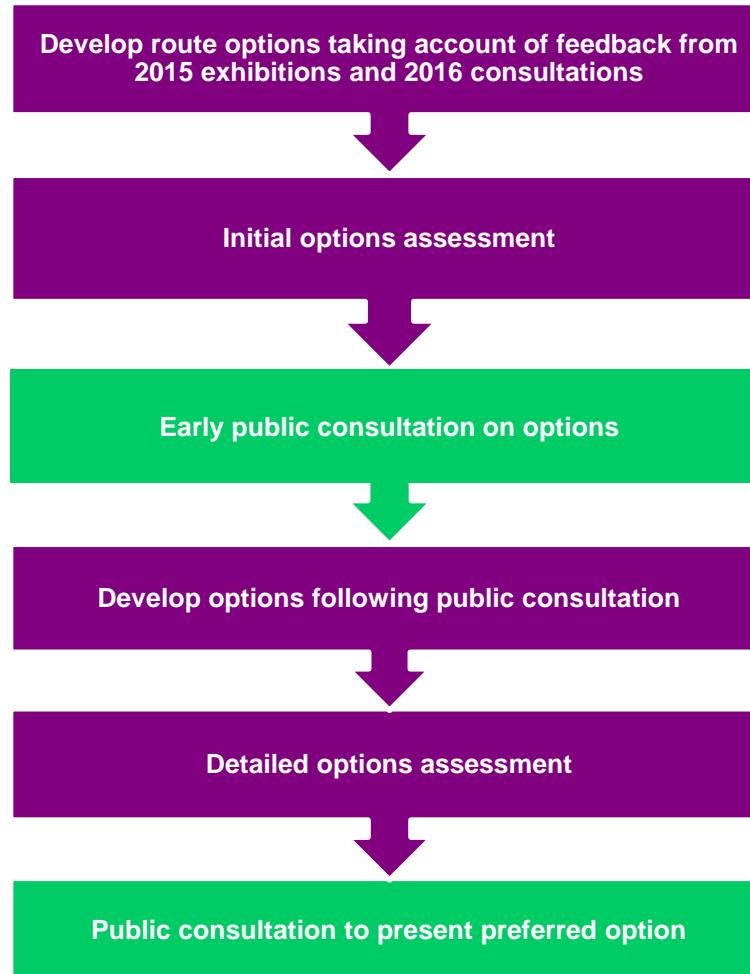 Develop route options taking account of feedback from
2015 exhibitions and 2016 consultations
Initial options assessment
Early public consultation on options
Develop options following public consultation
Detailed options assessment
Public consultation to present preferred option